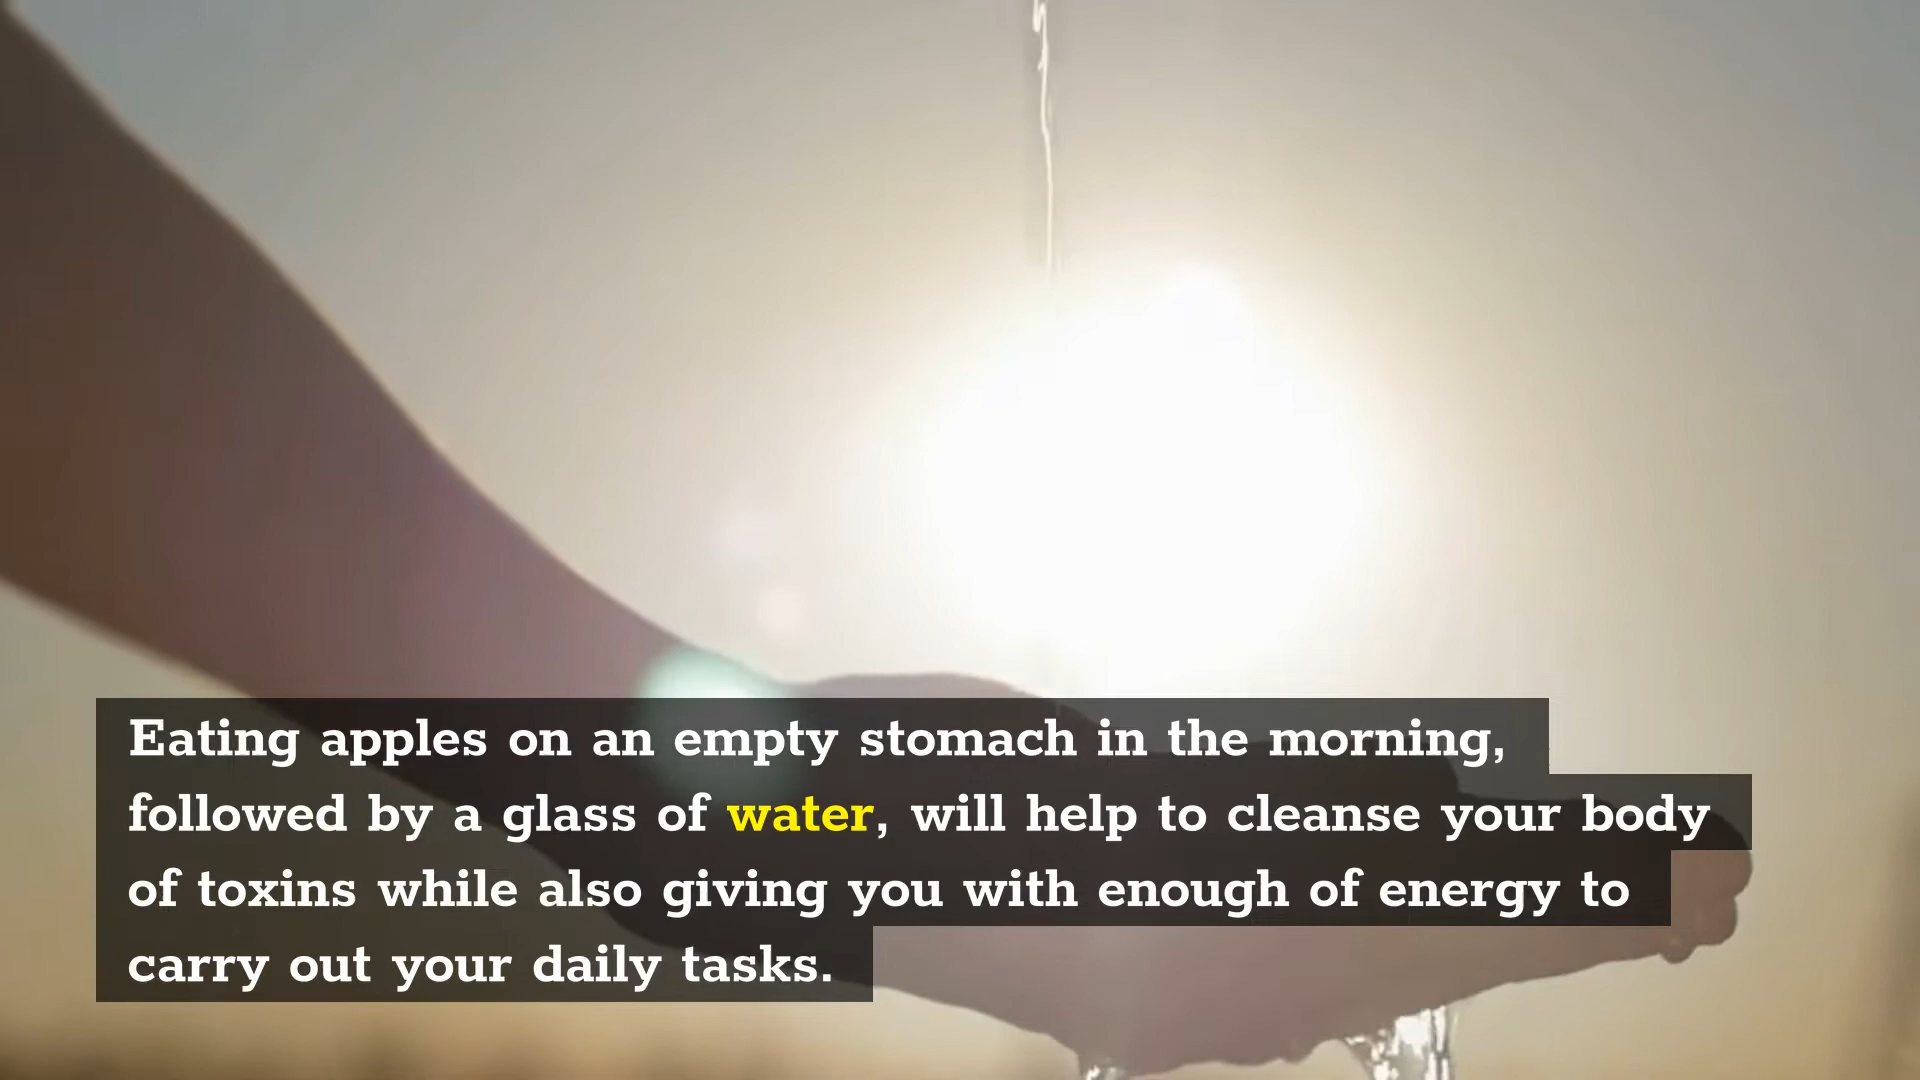 Eating apples on an empty stomach in the morning,
followed by a glass of water, will help to cleanse your body
of toxins while also giving you with enough of energy to
carry out your daily tasks.